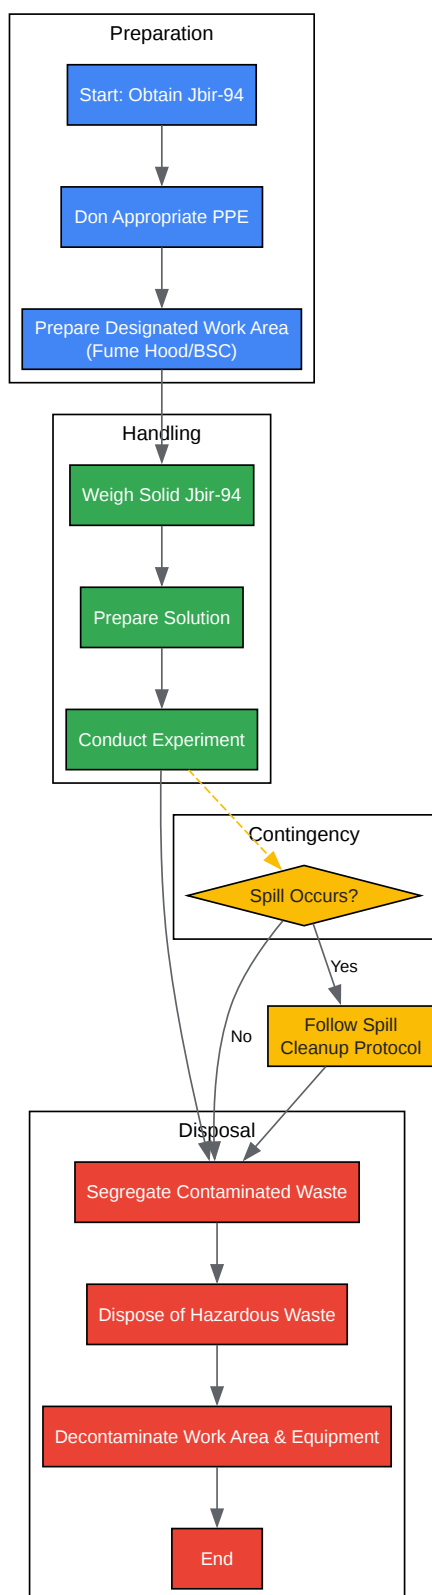 Preparation
Start: Obtain Jbir-94
Don Appropriate PPE
Prepare Designated Work Area
(Fume Hood/BSC)
Handling
Weigh Solid Jbir-94
Prepare Solution
Conduct Experiment
Contingency
Spill Occurs?
Yes
No
Follow Spill
Cleanup Protocol
Disposal
Segregate Contaminated Waste
Dispose of Hazardous Waste
Decontaminate Work Area & Equipment
End